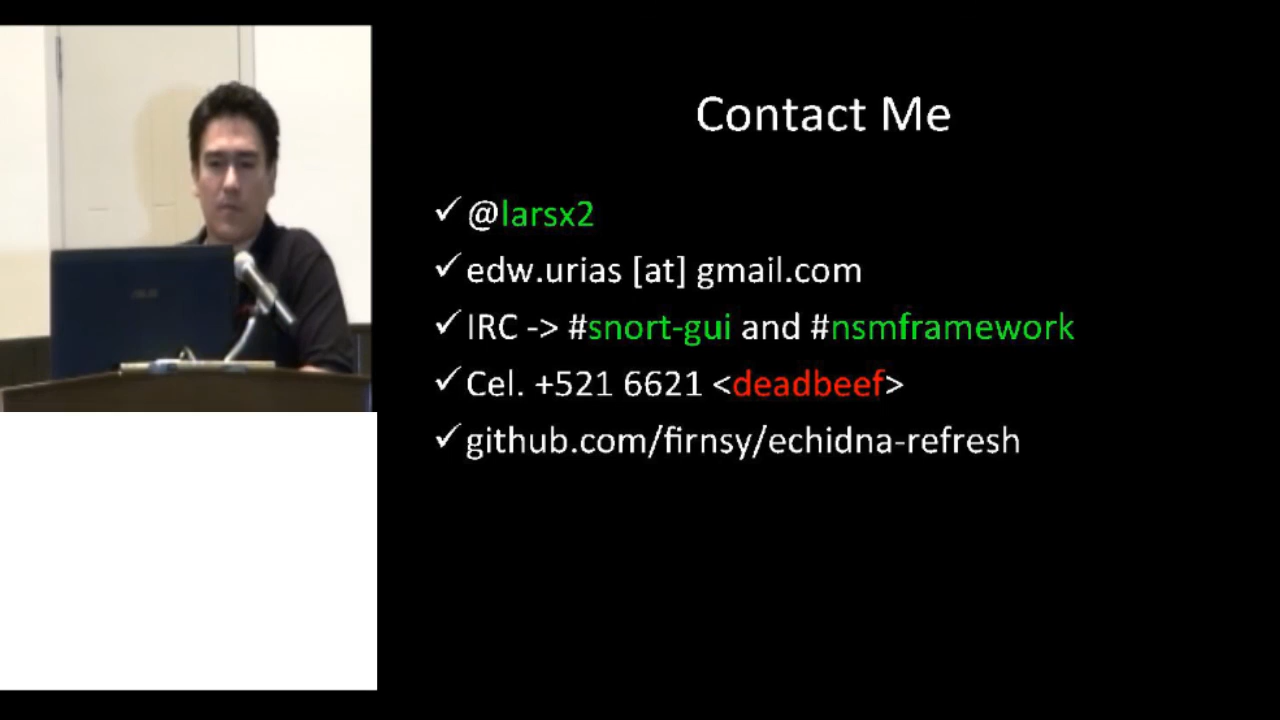 Contact Me
✓ @larsx2
✓ edw.urias [at] gmail.com
✓ IRC -> #snort-gui and #nsmframework
✓ Cel. +521 6621 <deadbeef>
✓ github.com/firnsy/echidna-refresh